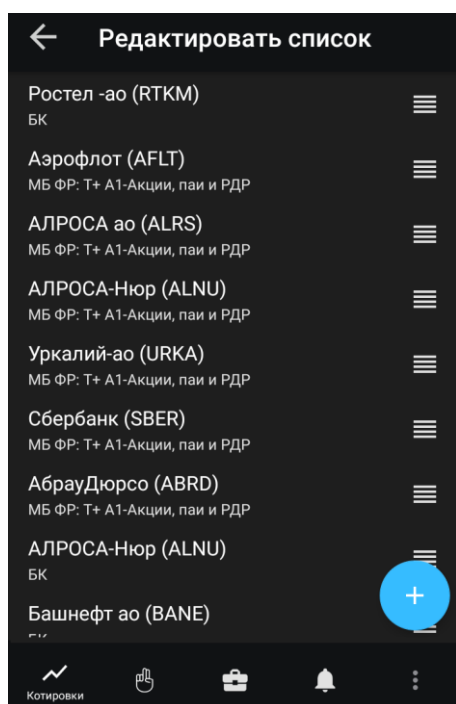 Редактировать список
Ростел -ао (RTKM)
БК
Аэрофлот (AFLT)
МБ ФР: Т+ А1-Акции, паи и РДР
АЛРОСА ао (ALRS)
МБ ФР: Т+ А1-Акции, паи и РДР
АЛРОСА-Нюр (ALNU)
МБ ФР: Т+ А1-Акции, паи и РДР
Уркалий-ао (URKA)
МБ ФР: Т+ А1-Акции, паи и РДР
Сбербанк (SBER)
МБ ФР: Т+ А1-Акции, паи и РДР
АбрауДюрсо (ABRD)
МБ ФР: Т+ А1-Акции, паи и РДР
АЛРОСА-Нюр (ALNU)
БК
Башнефт ао (BANE)
Котировки